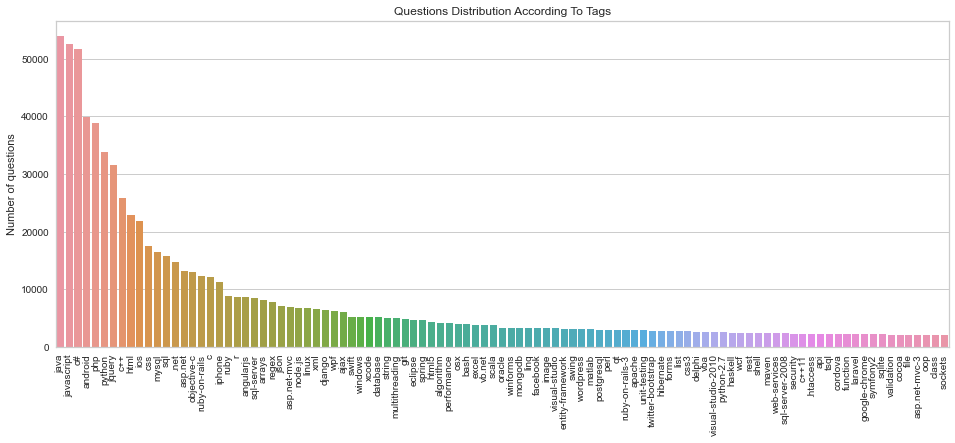 Questions Distribution According To Tags
Number of questions
50000
40000
30000
20000
10000
0
java
javascript
c#
android
php
python
jquery
c++
html
ios
css
mysql
sql
.net
asp.net
objective-c
ruby-on-rails
c
iphone
ruby
r
angularjs
sql-server
arrays
regex
json
asp.net-mvc
node.js
linux
xml
django
wpf
ajax
swift
windows
xcode
database
string
multithreading
git
eclipse
spring
html5
algorithm
performance
osx
bash
excel
vb.net
scala
oracle
winforms
mongodb
linq
facebook
image
visual-studio
entity-framework
swing
wordpress
matlab
postgresql
perl
qt
ruby-on-rails-3
apache
unit-testing
twitter-bootstrap
hibernate
forms
list
css3
delphi
vba
visual-studio-2010
python-2.7
haskell
wcf
rest
shell
maven
web-services
sql-server-2008
security
c++11
.htaccess
api
tsql
cordova
function
laravel
google-chrome
symfony2
sqlite
validation
cocoa
file
asp.net-mvc-3
oop
class
sockets